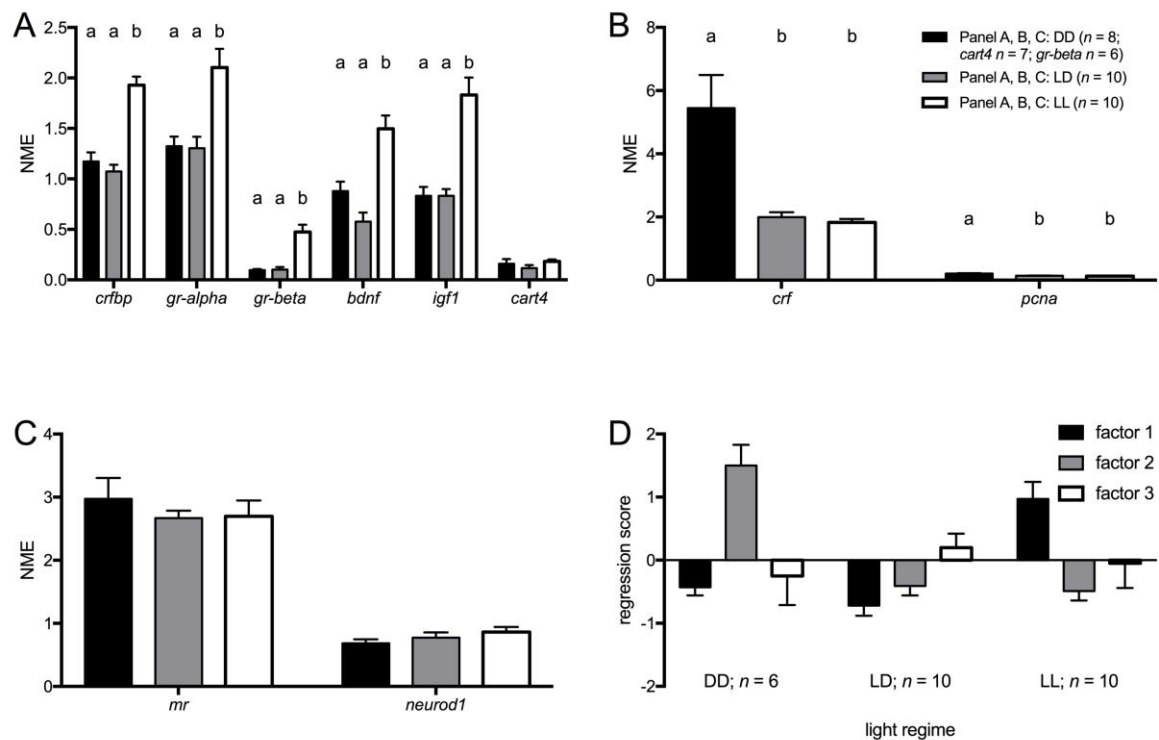 A
a a b a a b a a b a a b
a a b
2.5
2.0
1.5
1.0
0.5
0.0
NME
crfbp gr-alpha gr-beta bdnf igf1 cart4
B
a b b
a b b
8
6
4
2
0
NME
crf pcna
Panel A, B, C: DD (n = 8;
cart4 n = 7; gr-beta n = 6)
Panel A, B, C: LD (n = 10)
Panel A, B, C: LL (n = 10)
C
4
3
2
1
0
NME
mr neurod1
D
2
1
0
-1
-2
regression score
factor 1
factor 2
factor 3
DD; n = 6 LD; n = 10 LL; n = 10
light regime